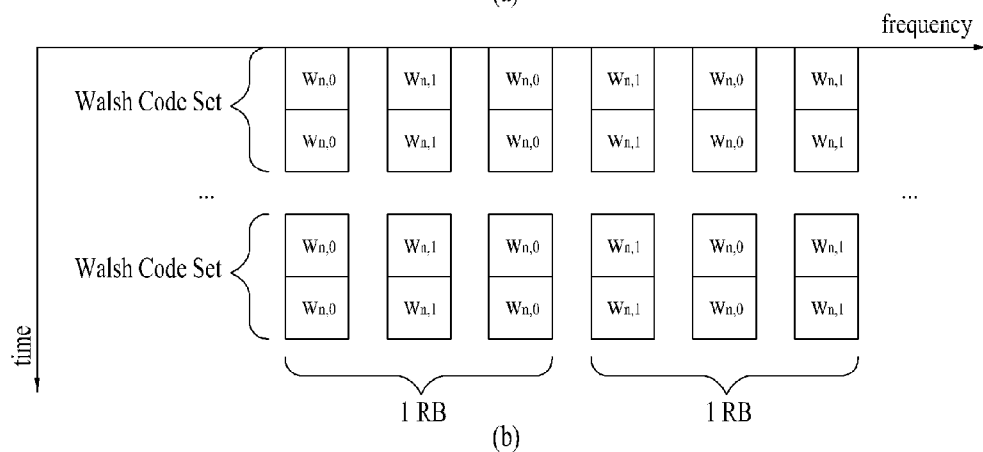 (a)
frequency
Wn,0 Wn,1 Wn,0 Wn,1 Wn,0 Wn,1
Walsh Code Set
Wn,0 Wn,1 Wn,0 Wn,1 Wn,0 Wn,1
... ...
Wn,0 Wn,1 Wn,0 Wn,1 Wn,0 Wn,1
Walsh Code Set
Wn,0 Wn,1 Wn,0 Wn,1 Wn,0 Wn,1
time
1 RB 1 RB
(b)